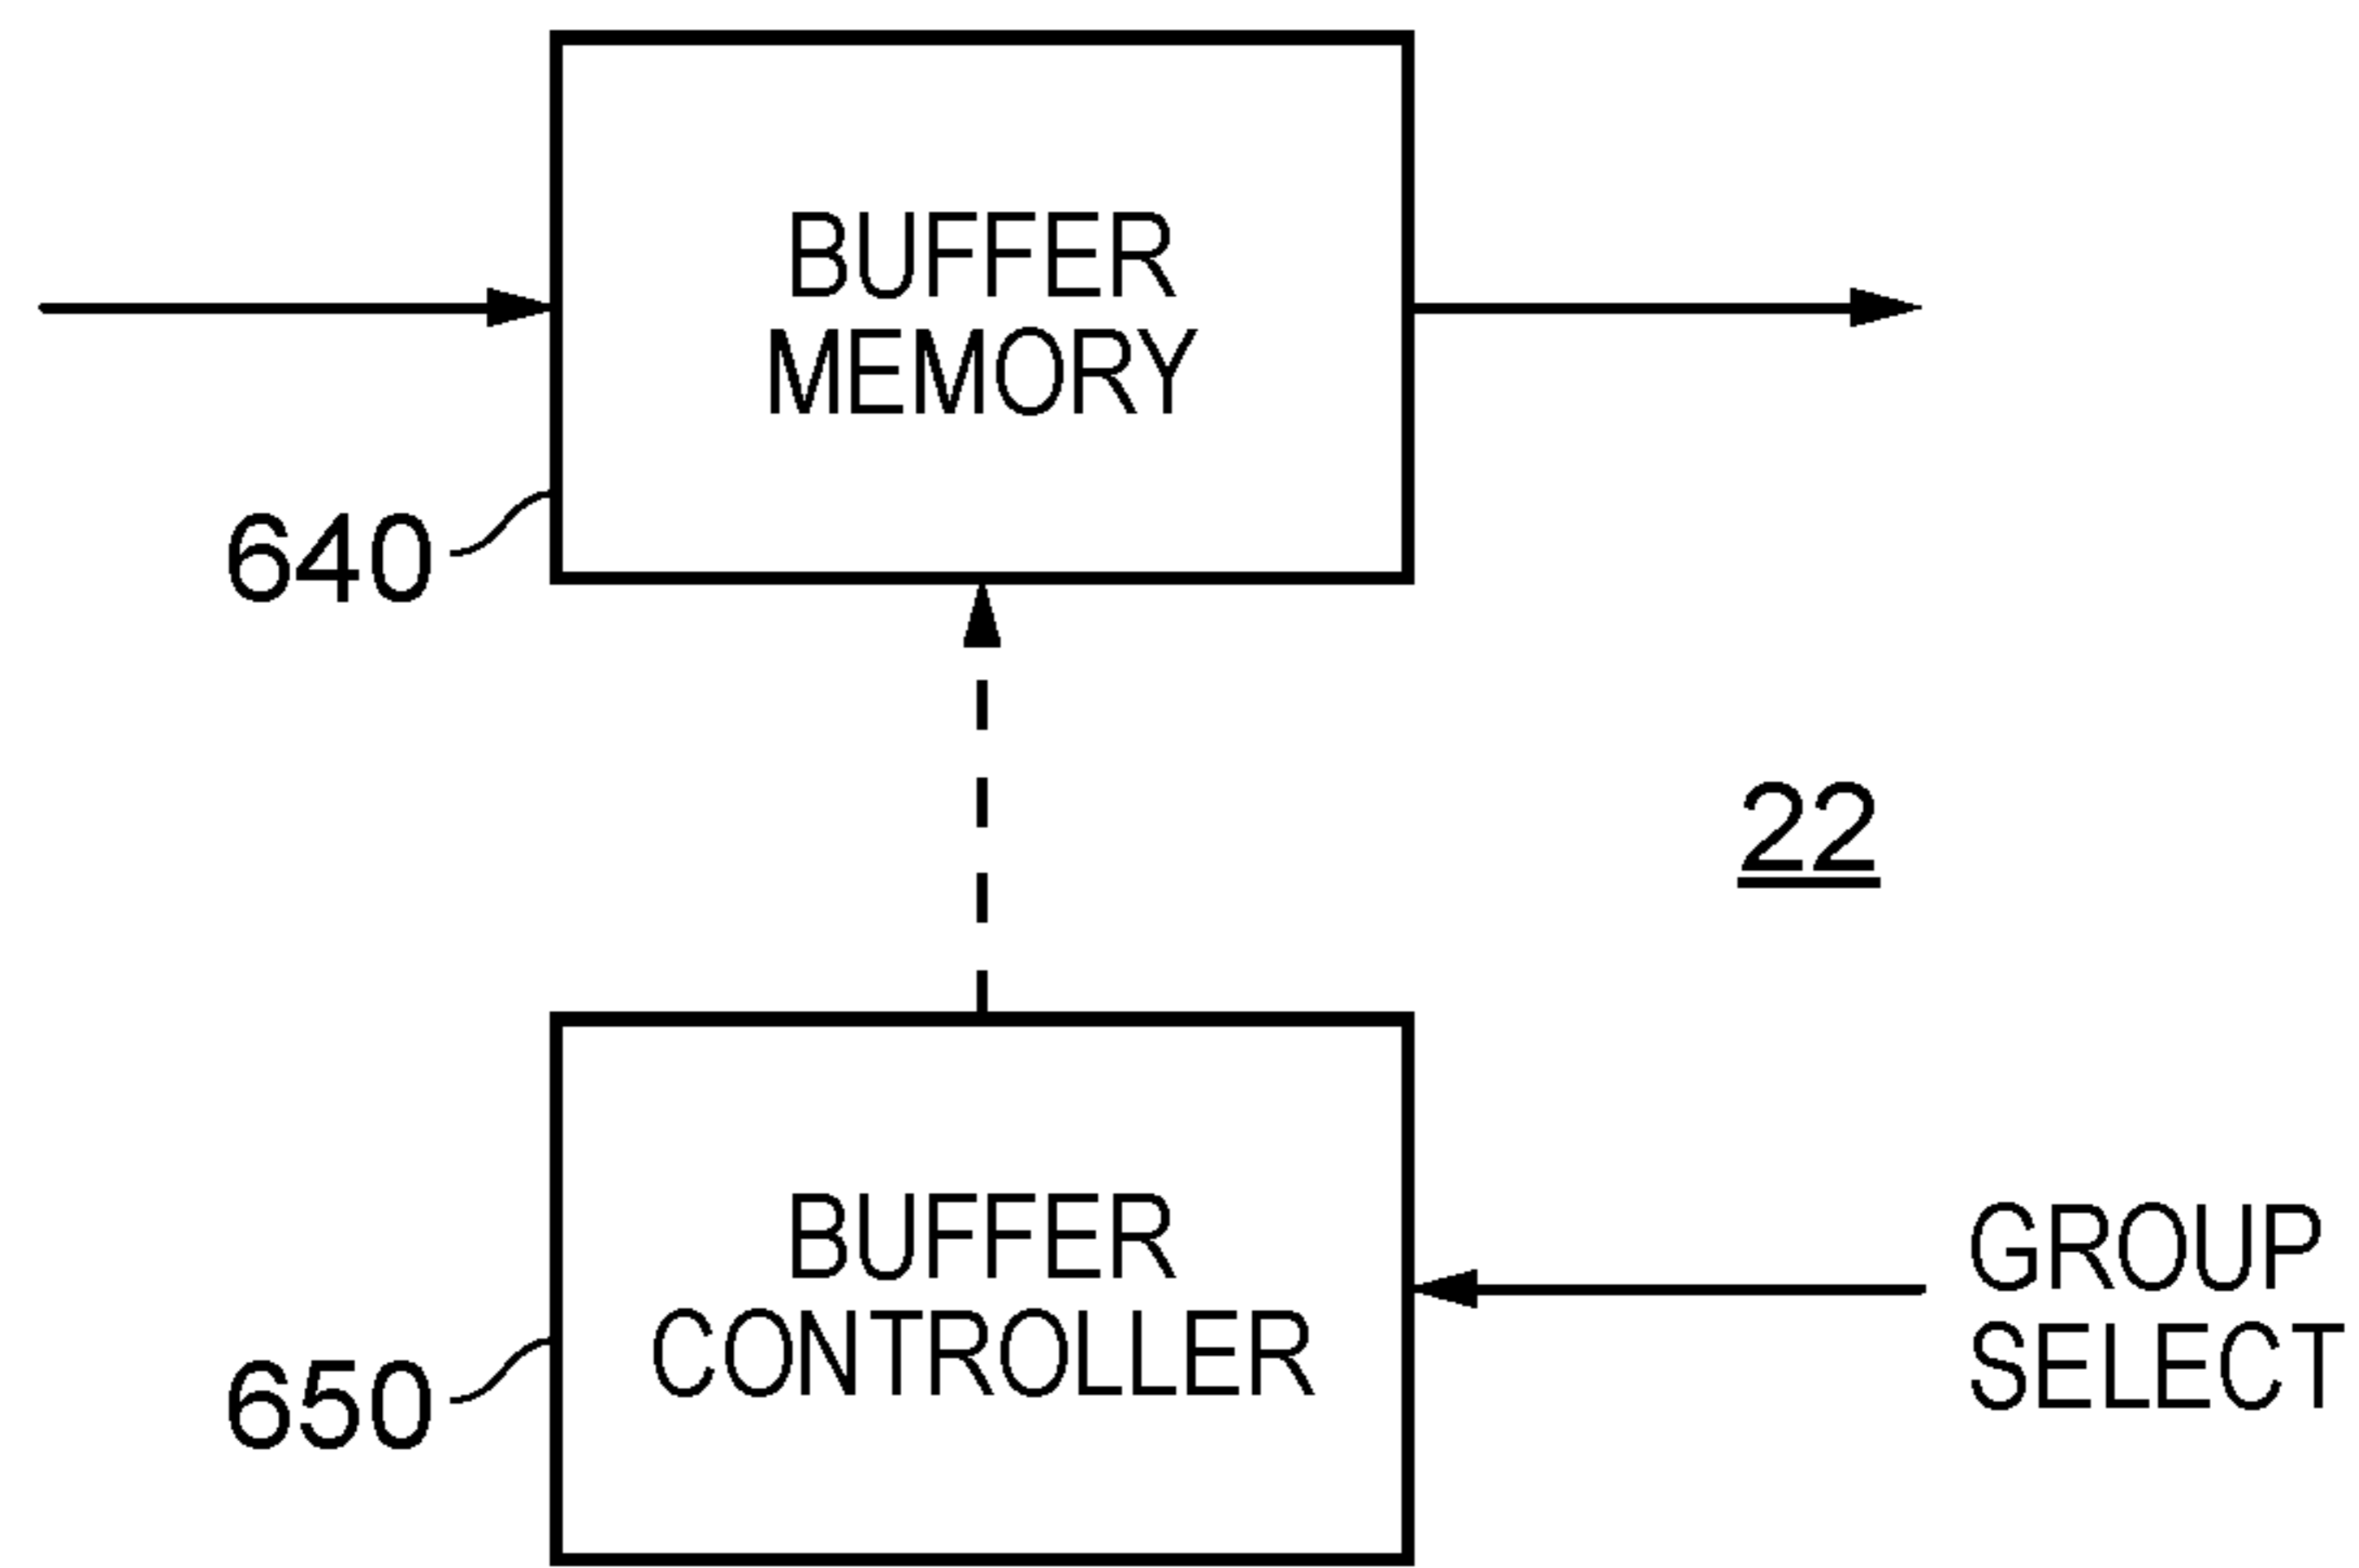 BUFFER
MEMORY
640
22
BUFFER
CONTROLLER
GROUP
SELECT
650